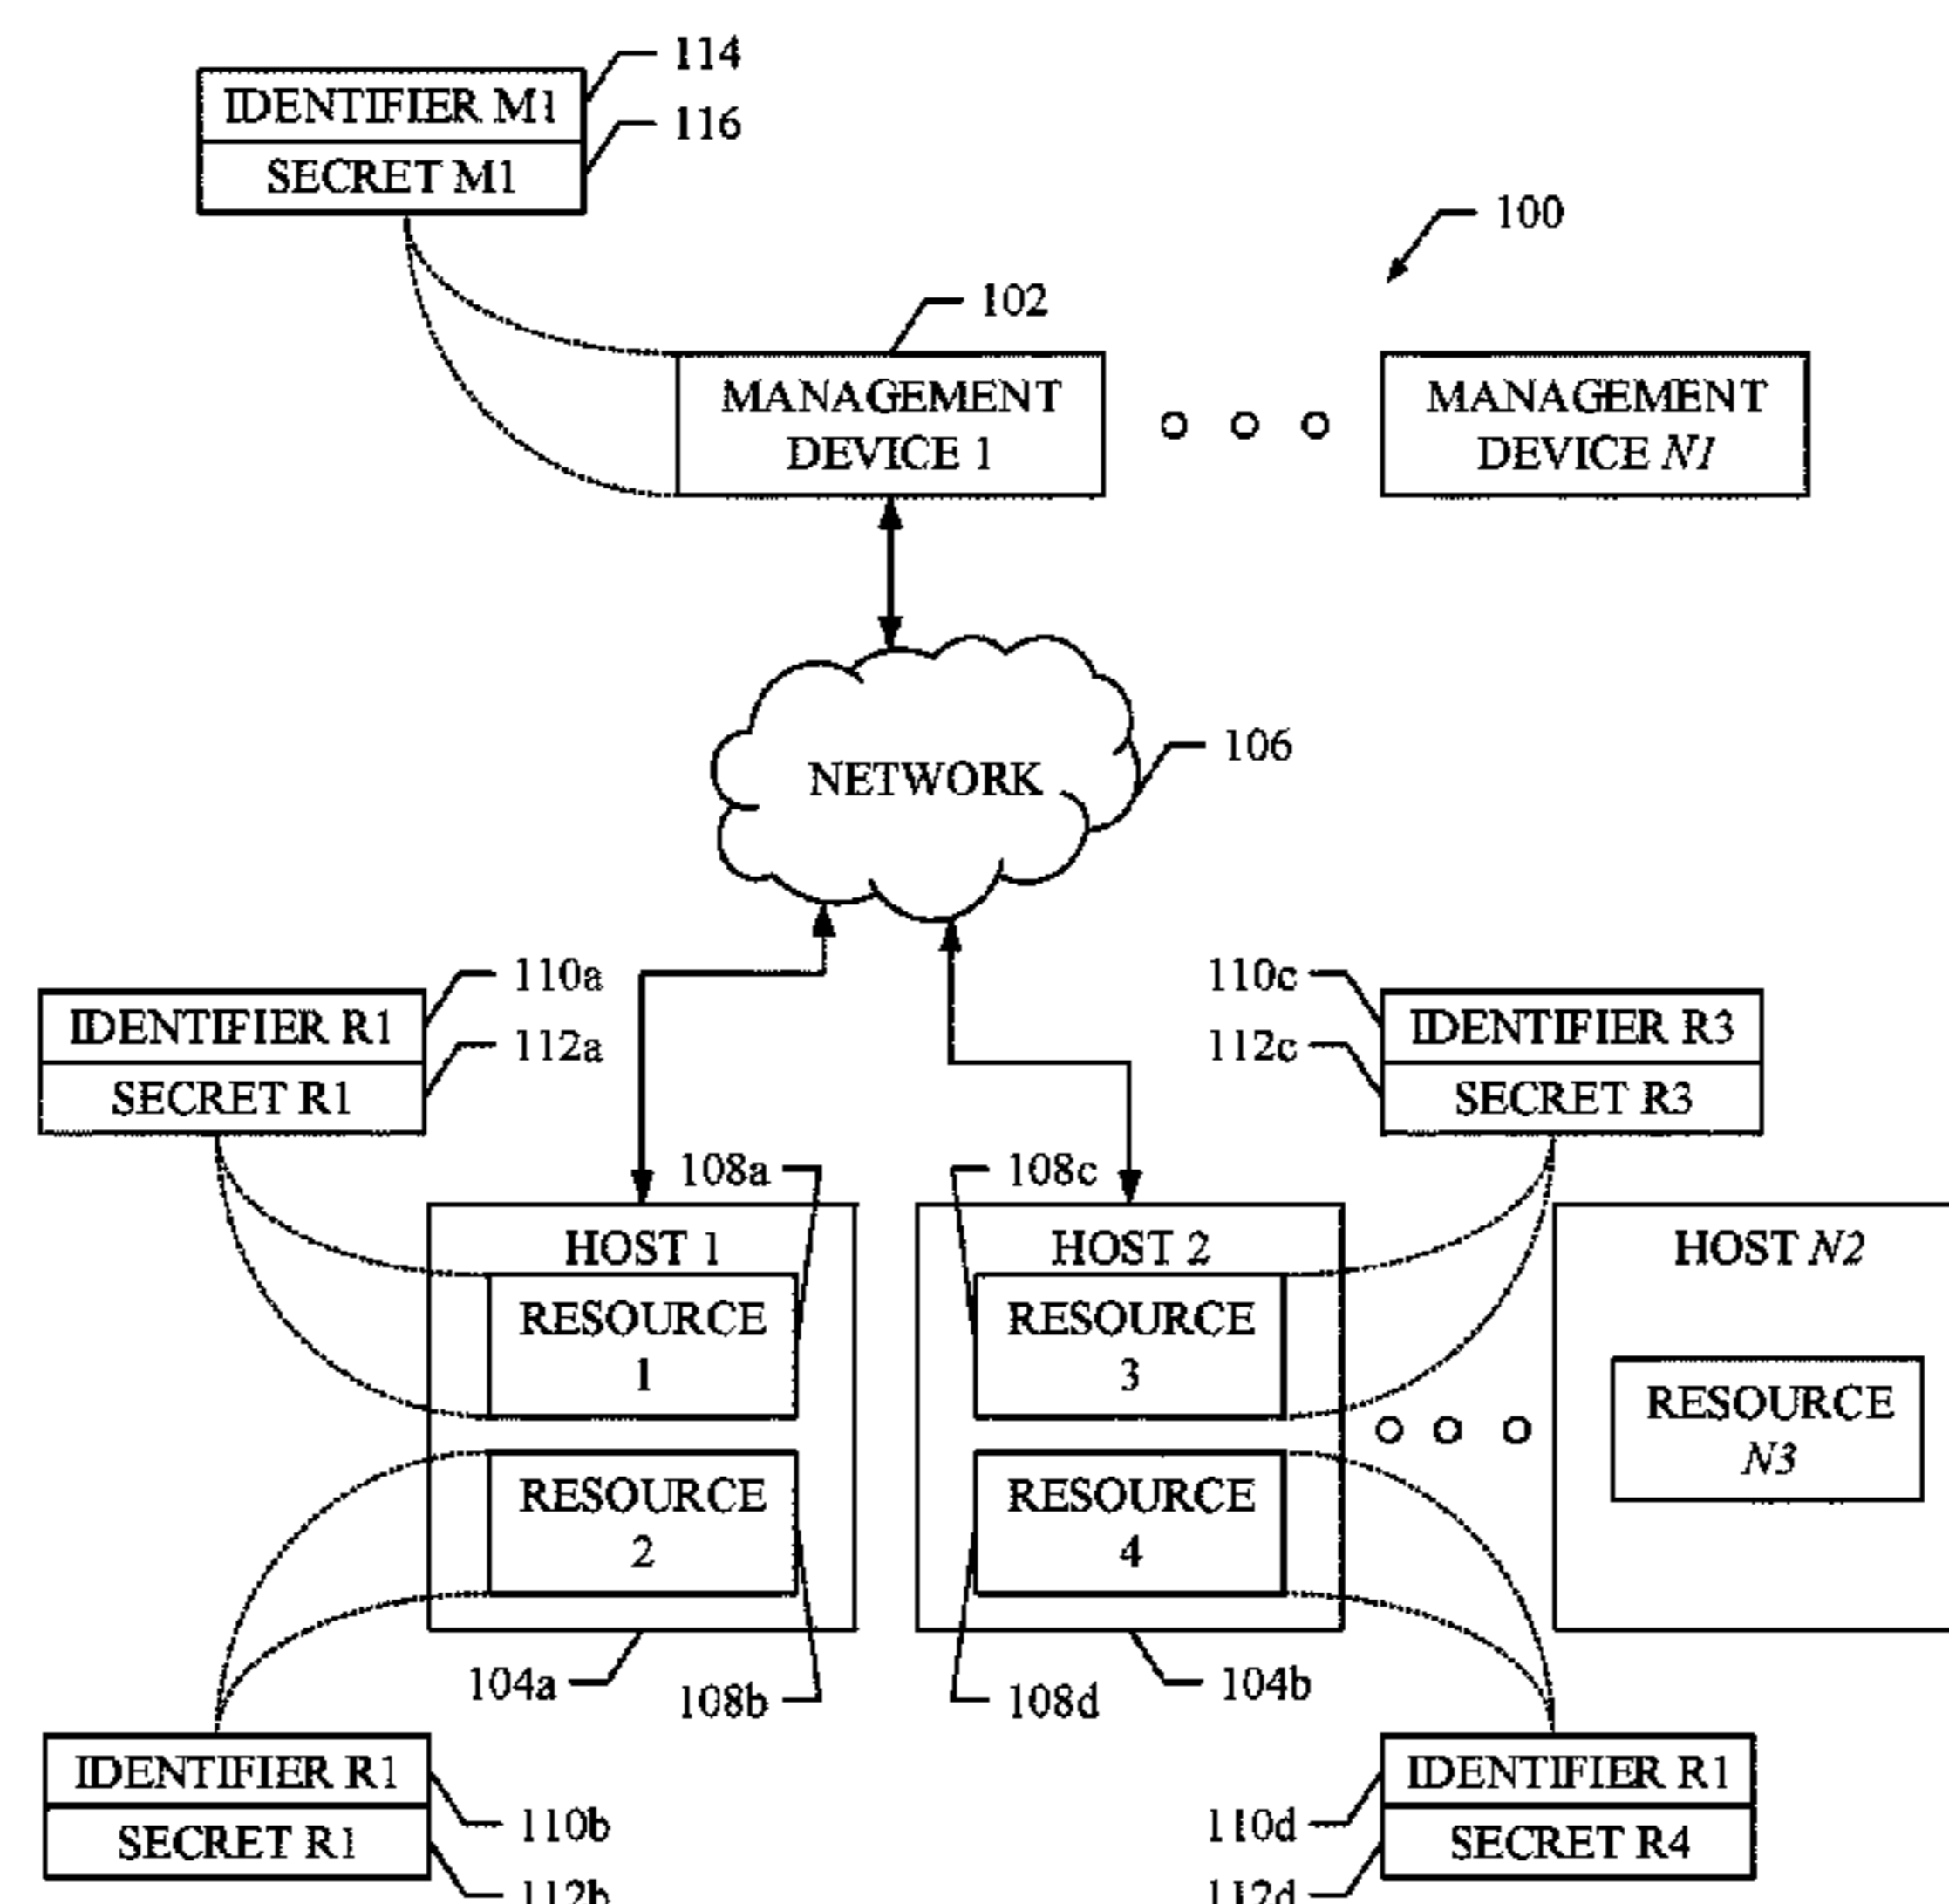 114
IDENTIFIER M1
116
SECRET M1
100
102
MANAGEMENT
DEVICE 1
MANAGEMENT
DEVICE N1
NETWORK
106
110a
IDENTIFIER R1
112a
SECRET R1
110c
IDENTIFIER R3
112c
SECRET R3
108a
108c
HOST 1
RESOURCE
1
RESOURCE
2
HOST 2
RESOURCE
3
RESOURCE
4
HOST N2
RESOURCE
N3
104a
108b
108d
104b
IDENTIFIER R1
110b
SECRET R1
112b
IDENTIFIER R1
110d
SECRET R4
112d